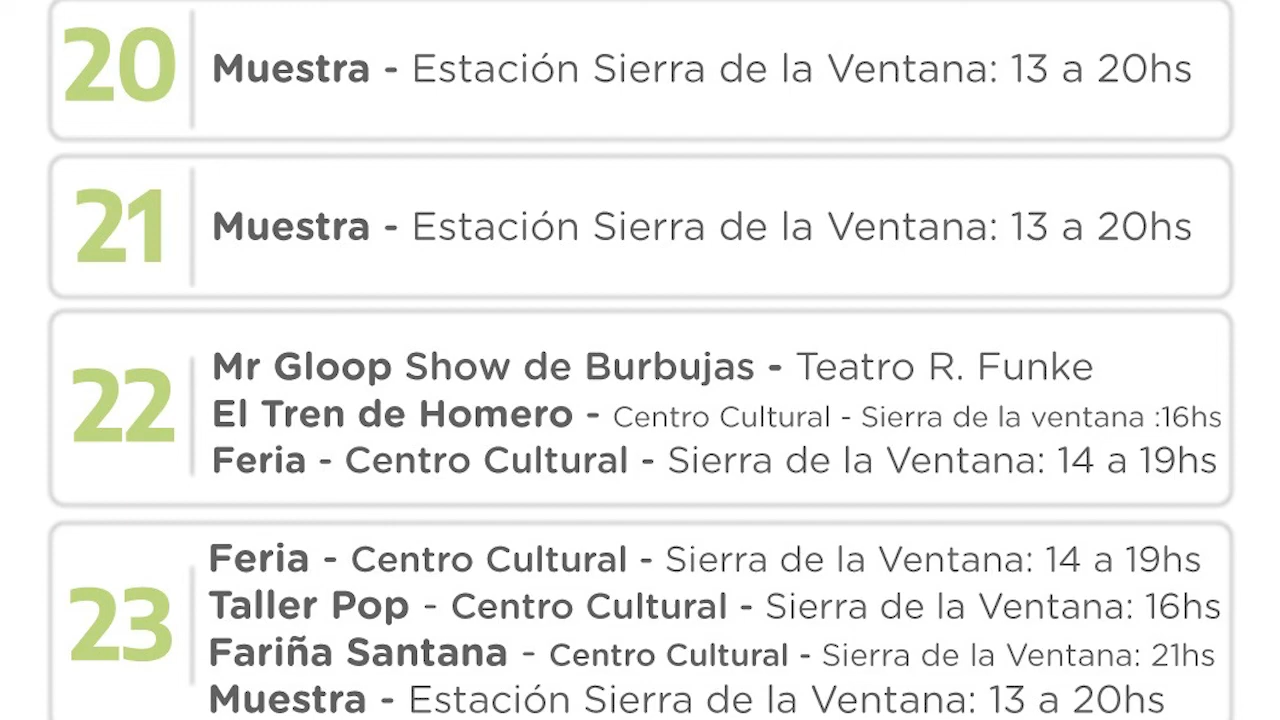 20
Muestra - Estación Sierra de la Ventana: 13 a 20hs
21
Muestra - Estación Sierra de la Ventana: 13 a 20hs
22
Mr Gloop Show de Burbujas - Teatro R. Funke
El Tren de Homero - Centro Cultural - Sierra de la ventana :16hs
Feria - Centro Cultural - Sierra de la Ventana: 14 a 19hs
23
Feria - Centro Cultural - Sierra de la Ventana: 14 a 19hs
Taller Pop - Centro Cultural - Sierra de la Ventana: 16hs
Fariña Santana - Centro Cultural - Sierra de la Ventana: 21hs
Muestra - Estación Sierra de la Ventana: 13 a 20hs